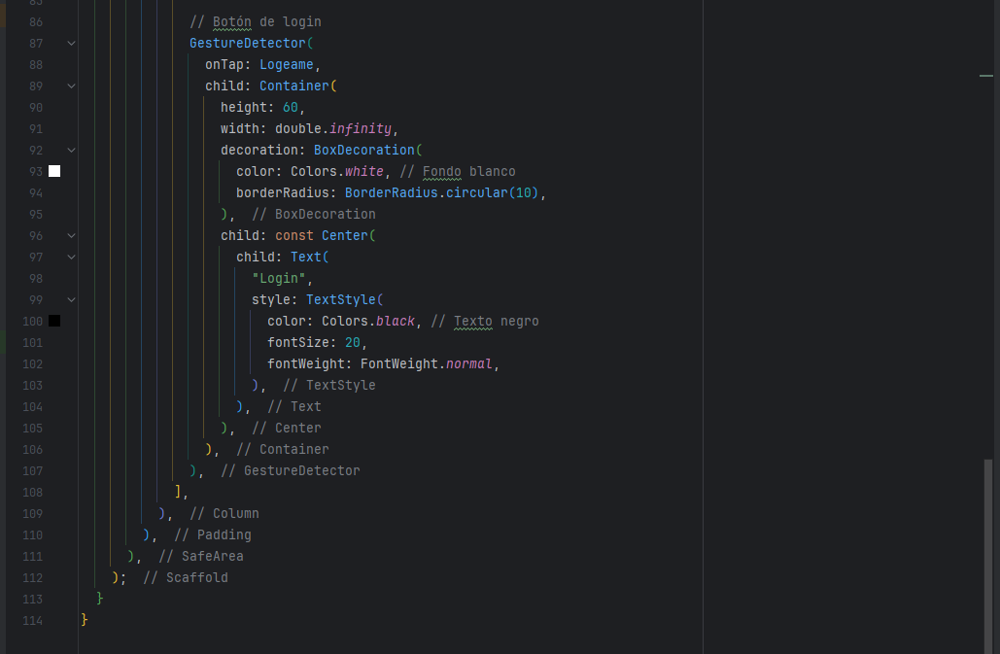 85
86 // Botón de login
87 GestureDetector(
88 onTap: Logeame,
89 child: Container(
90 height: 60,
91 width: double.infinity,
92 decoration: BoxDecoration(
93 color: Colors.white, // Fondo blanco
94 borderRadius: BorderRadius.circular(10),
95 ), // BoxDecoration
96 child: const Center(
97 child: Text(
98 "Login",
99 style: TextStyle(
100 color: Colors.black, // Texto negro
101 fontSize: 20,
102 fontWeight: FontWeight.normal,
103 ), // TextStyle
104 ), // Text
105 ), // Center
106 ), // Container
107 ), // GestureDetector
108 ],
109 ), // Column
110 ), // Padding
111 ), // SafeArea
112 ); // Scaffold
113 }
114 }